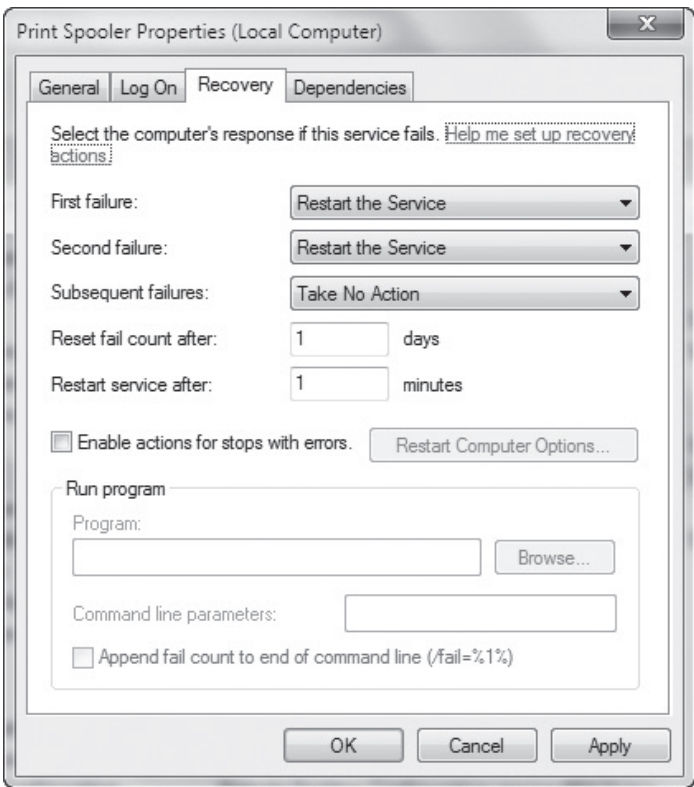 Print Spooler Properties (Local Computer)
X
General Log On Recovery Dependencies
Select the computer's response if this service fails. Help me set up recovery
actions.
First failure: Restart the Service
Second failure: Restart the Service
Subsequent failures: Take No Action
Reset fail count after: 1 days
Restart service after: 1 minutes
Enable actions for stops with errors. Restart Computer Options...
Run program
Program:
Browse...
Command line parameters:
Append fail count to end of command line (/fail=%1%)
OK Cancel Apply